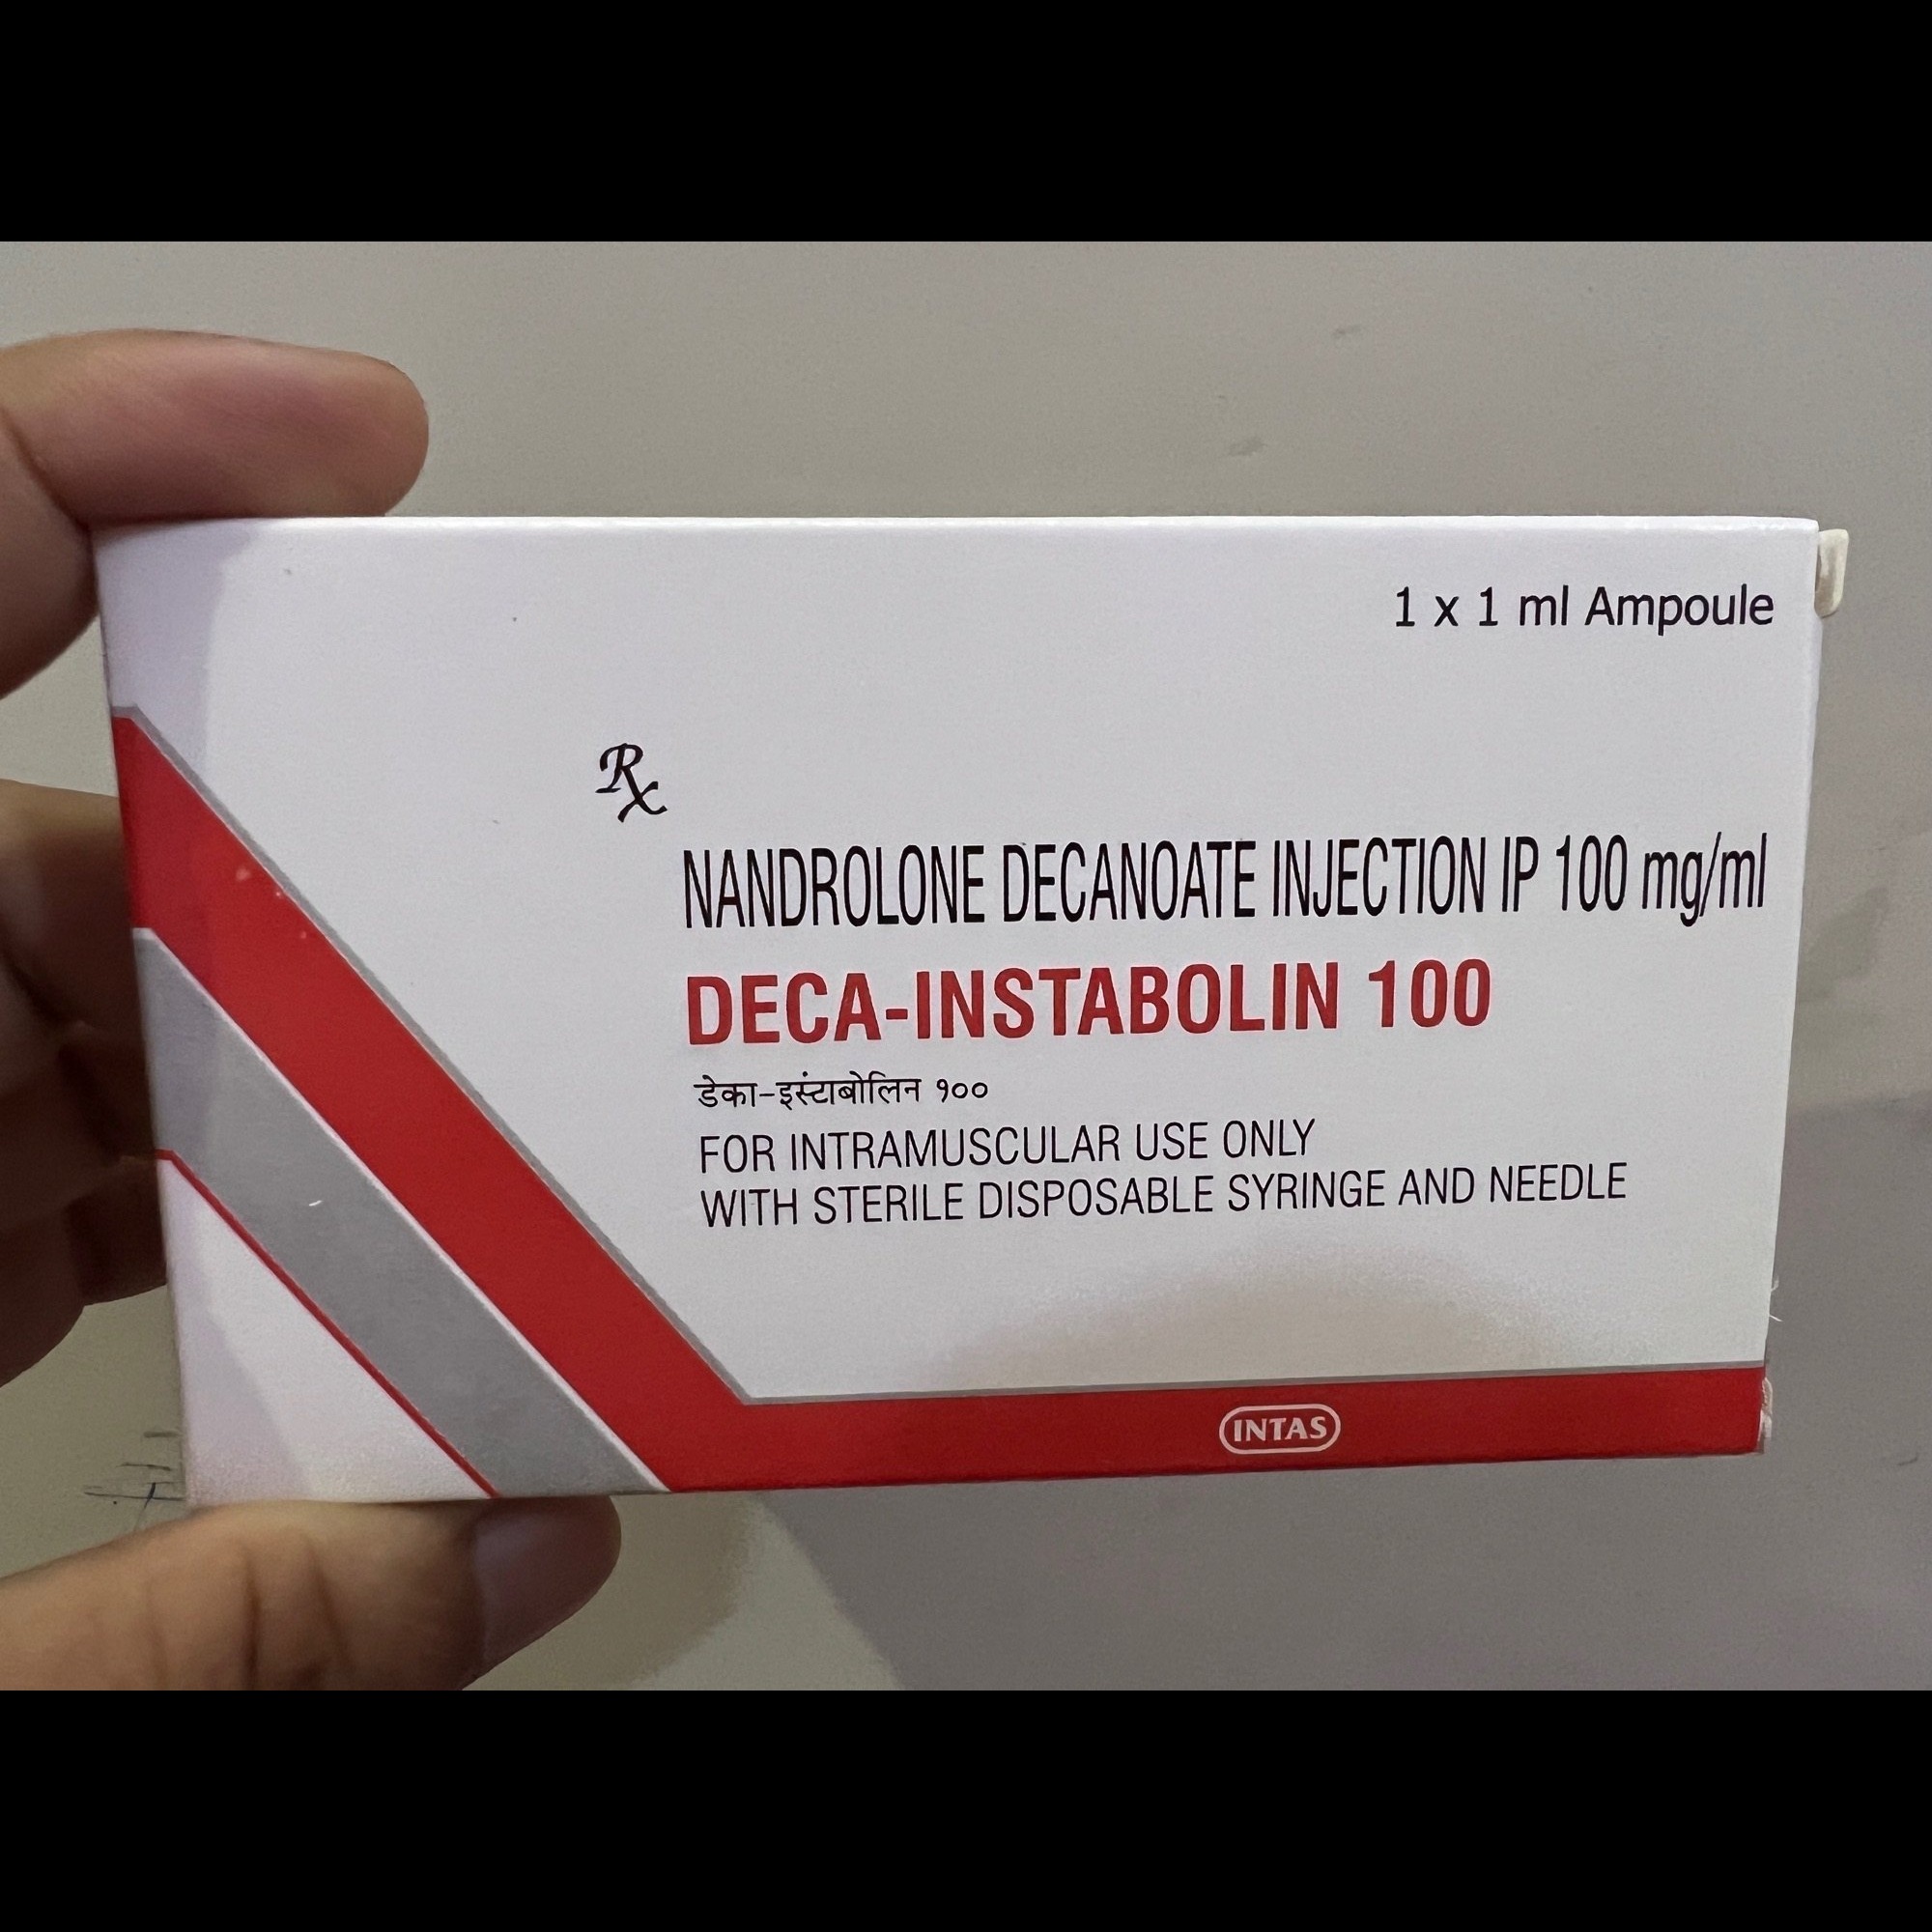 1 x 1 ml Ampoule
Rx
NANDROLONE DECANOATE INJECTION IP 100 mg/ml
DECA-INSTABOLIN 100
डेका-इस्टाबोलिन १००
FOR INTRAMUSCULAR USE ONLY
WITH STERILE DISPOSABLE SYRINGE AND NEEDLE
INTAS